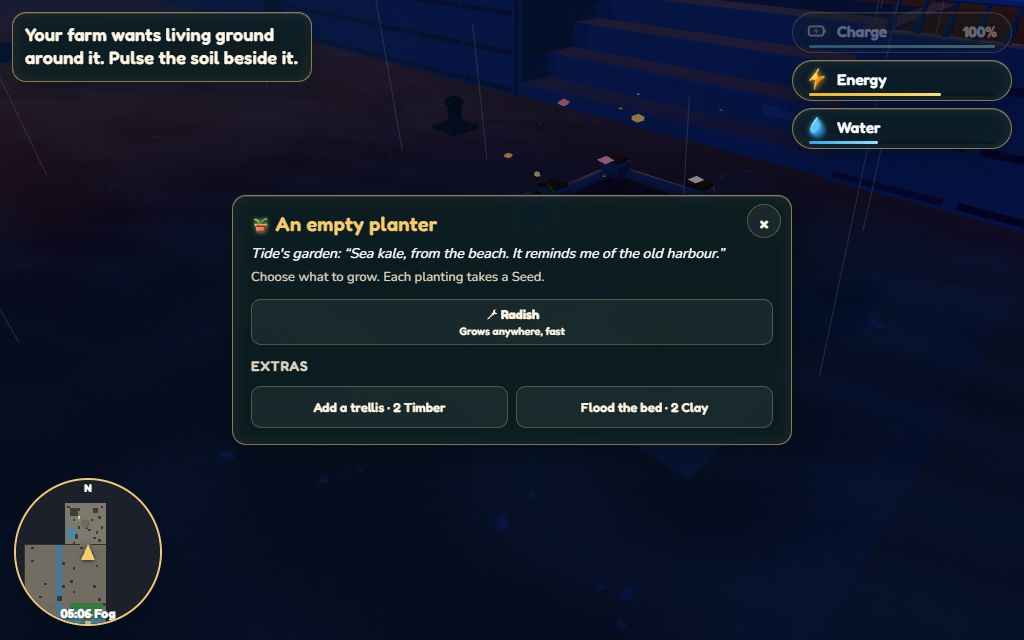 Your farm wants living ground
around it. Pulse the soil beside it.
Charge 100%
Energy
Water
An empty planter
×
Tide's garden: “Sea kale, from the beach. It reminds me of the old harbour.”
Choose what to grow. Each planting takes a Seed.
Radish
Grows anywhere, fast
EXTRAS
Add a trellis · 2 Timber
Flood the bed · 2 Clay
N
05:06 Fog